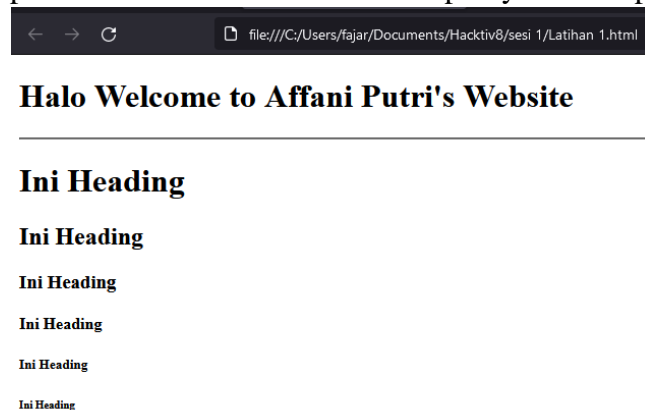 file:///C:/Users/fajar/Documents/Hacktiv8/sesi 1/Latihan 1.html
Halo Welcome to Affani Putri's Website
Ini Heading
Ini Heading
Ini Heading
Ini Heading
Ini Heading
Ini Heading